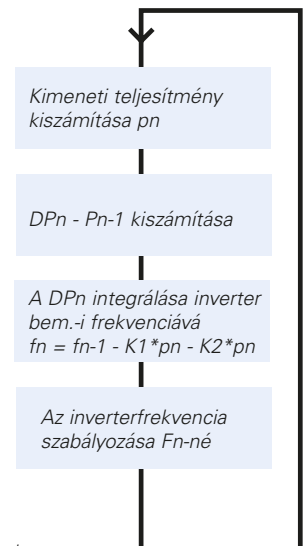 Kimeneti teljesítmény
kiszámítása pn
DPn - Pn-1 kiszámítása
A DPn integrálása inverter
bem.-i frekvenciává
fn = fn-1 - K1*pn - K2*pn
Az inverterfrekvencia
szabályozása Fn-né